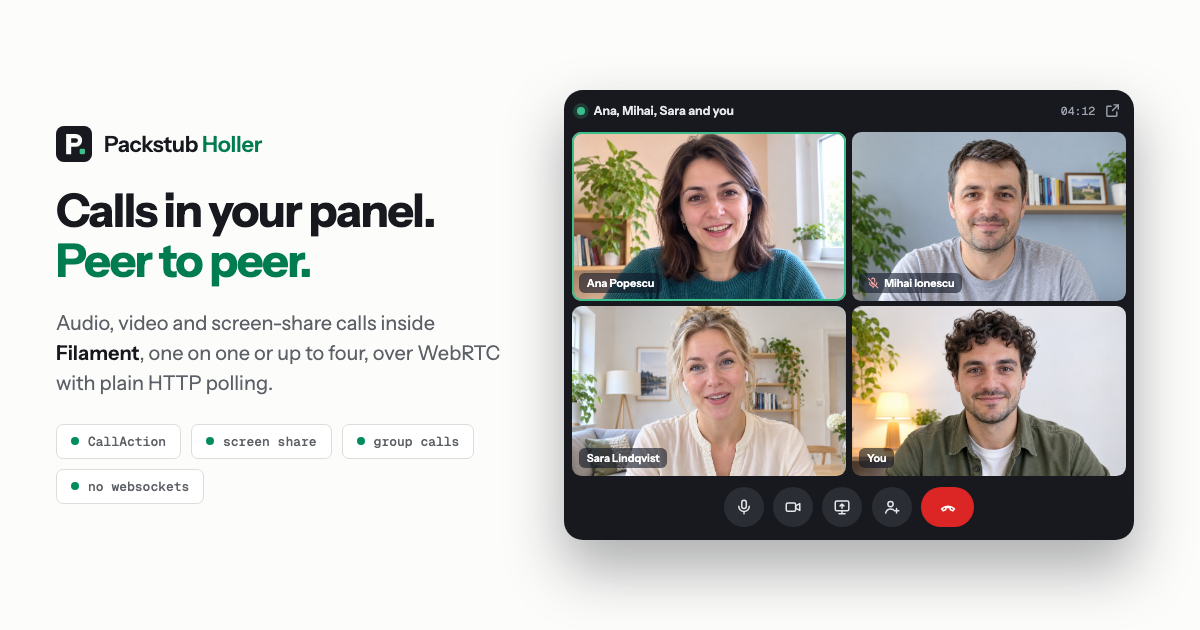 P.
Packstub Holler
Calls in your panel.
Peer to peer.
Audio, video and screen-share calls inside
Filament, one on one or up to four, over WebRTC
with plain HTTP polling.
CallAction
screen share
group calls
no websockets
Ana, Mihai, Sara and you
04:12
Ana Popescu
Mihai Ionescu
Sara Lindqvist
You